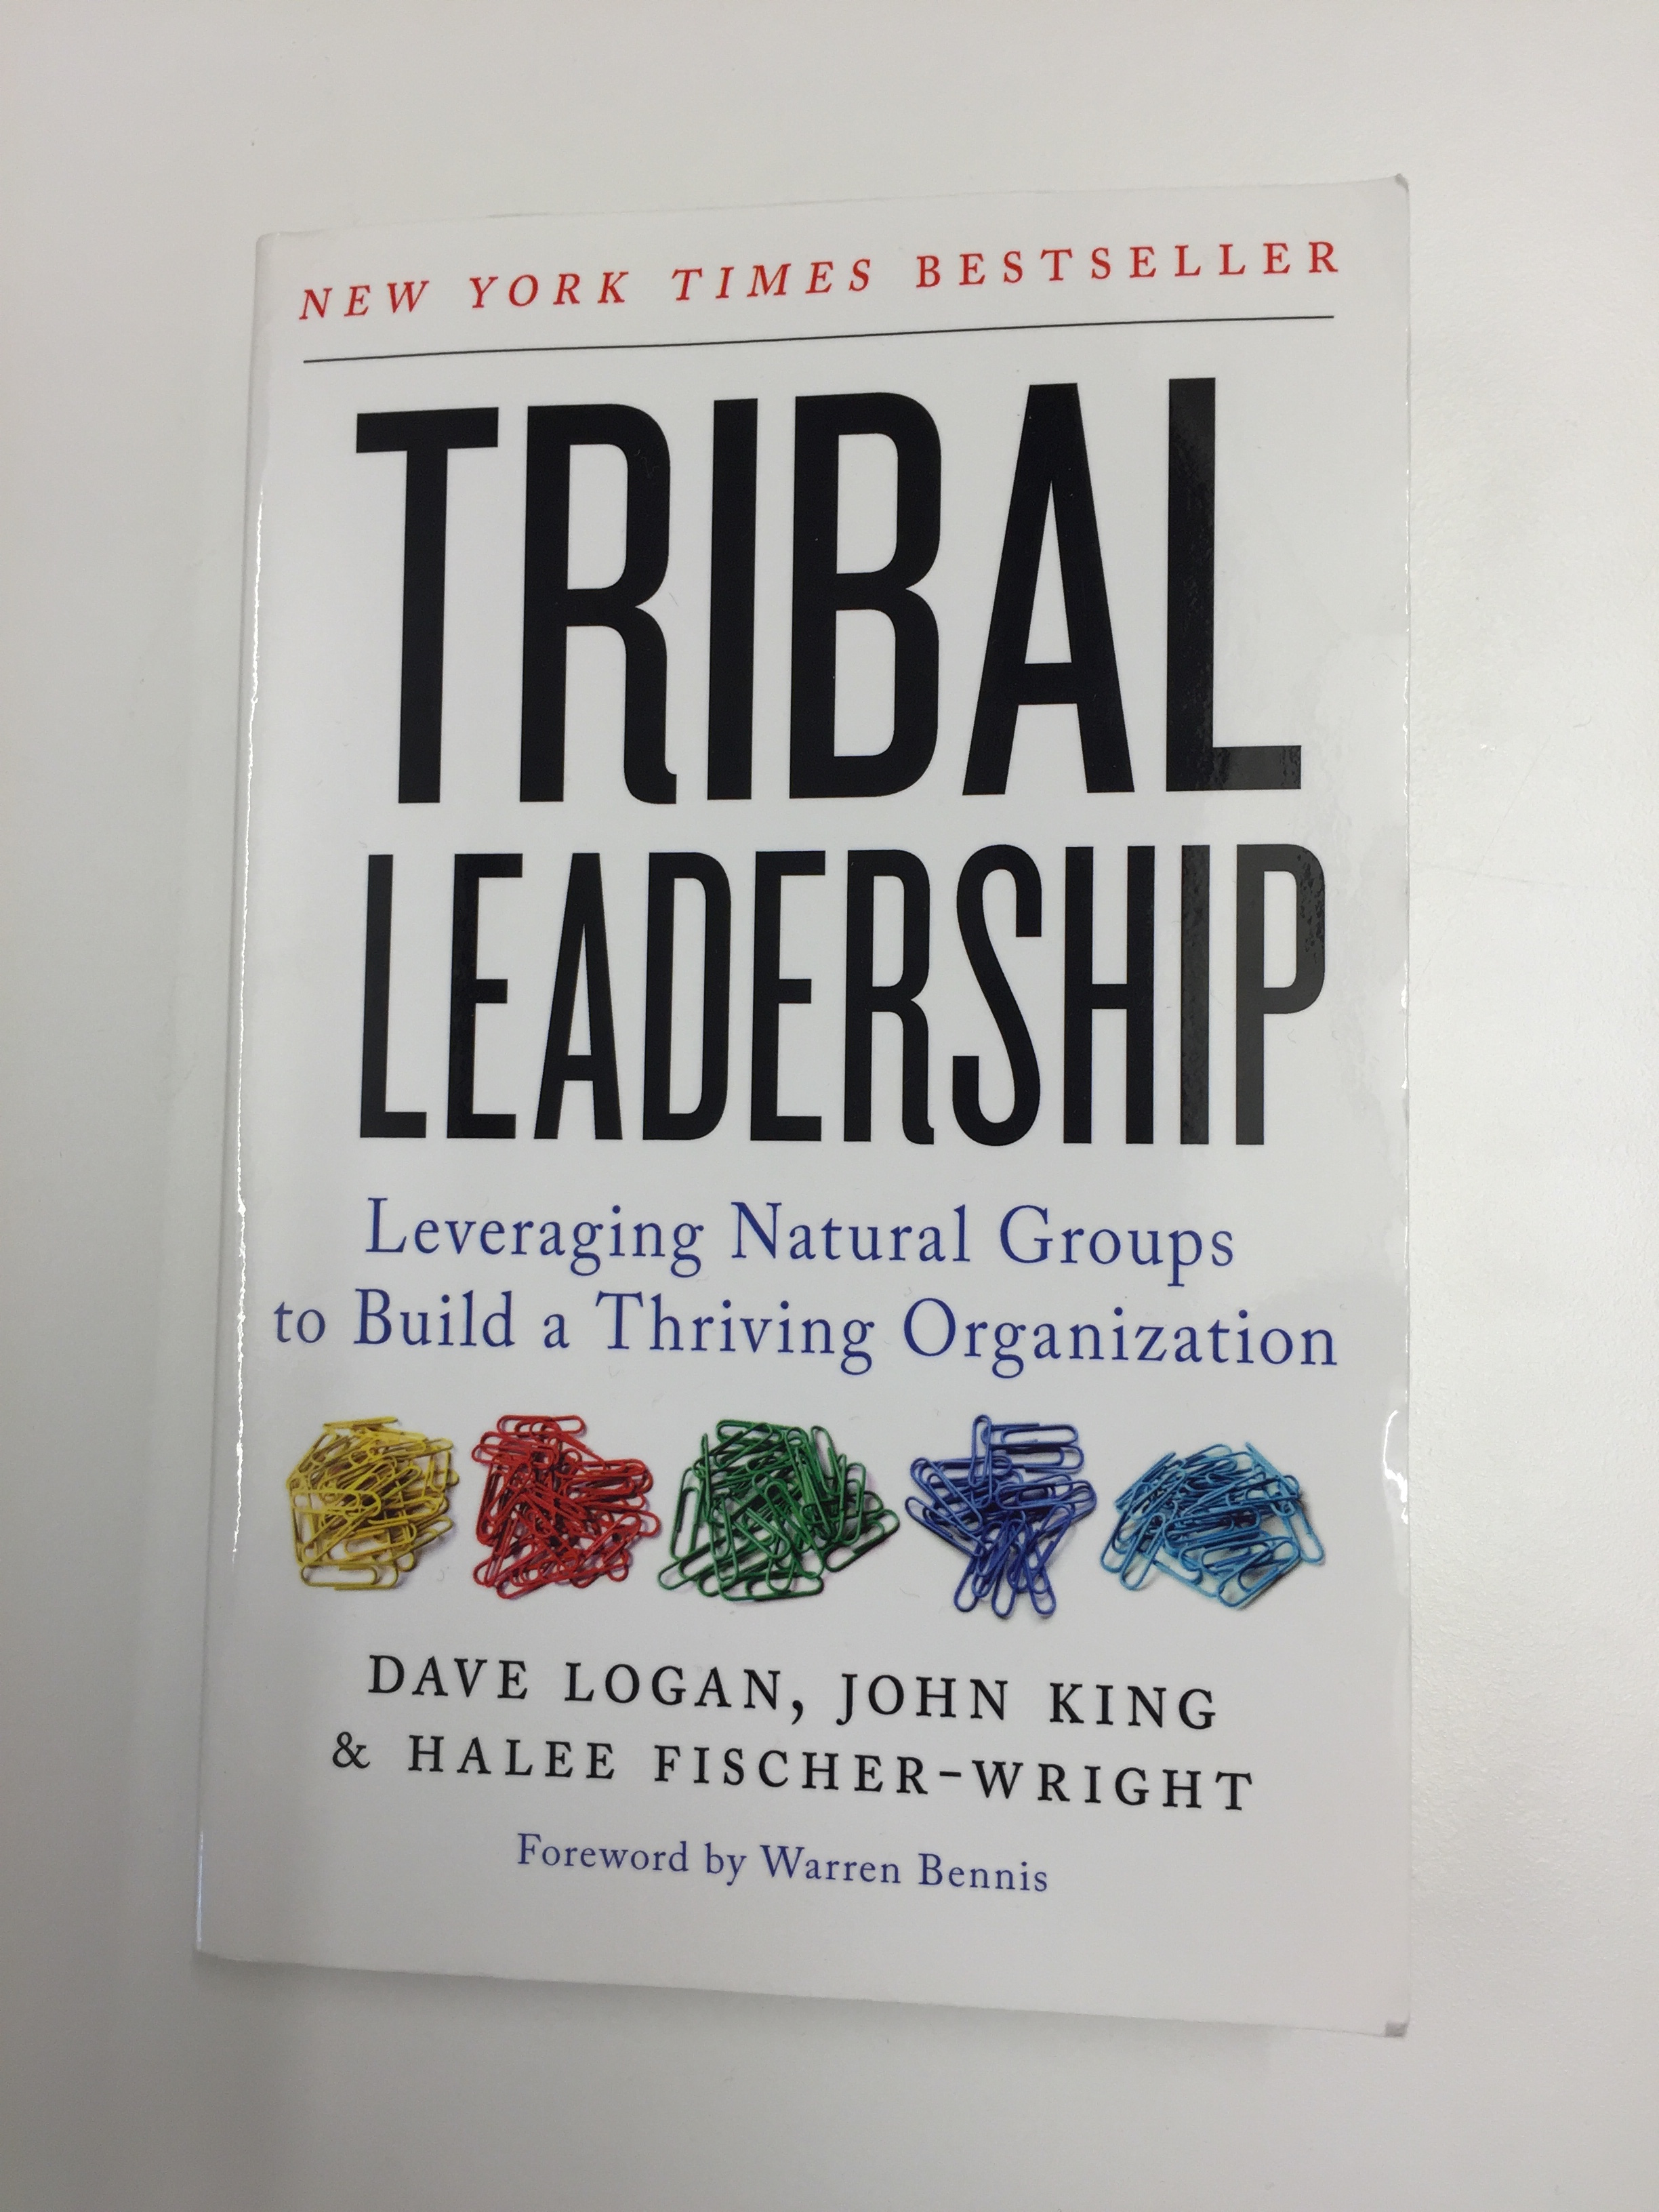 NEW YORK TIMES BESTSELLER
TRIBAL
LEADERSHIP
Leveraging Natural Groups
to Build a Thriving Organization
DAVE LOGAN, JOHN KING
& HALEE FISCHER-WRIGHT
Foreword by Warren Bennis